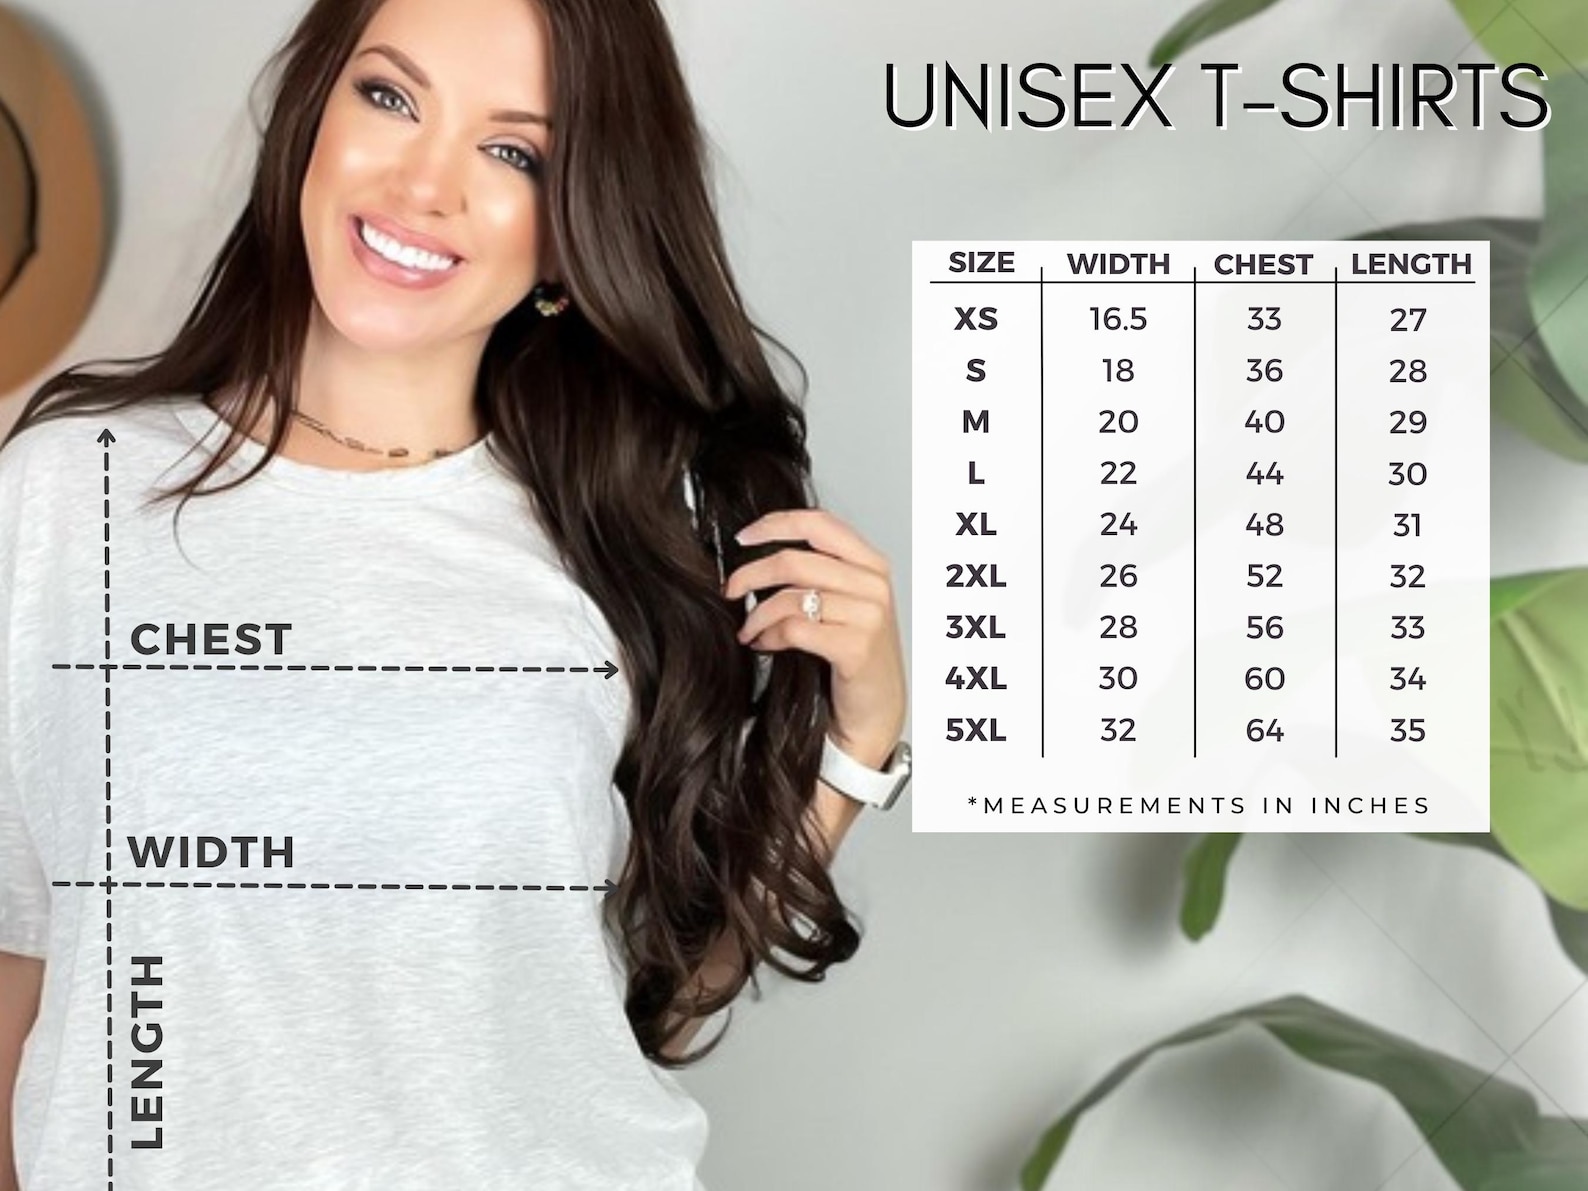 UNISEX T-SHIRTS
SIZE WIDTH CHEST LENGTH
XS 16.5 33 27
S 18 36 28
M 20 40 29
L 22 44 30
XL 24 48 31
2XL 26 52 32
3XL 28 56 33
4XL 30 60 34
5XL 32 64 35
*MEASUREMENTS IN INCHES
CHEST
WIDTH
LENGTH